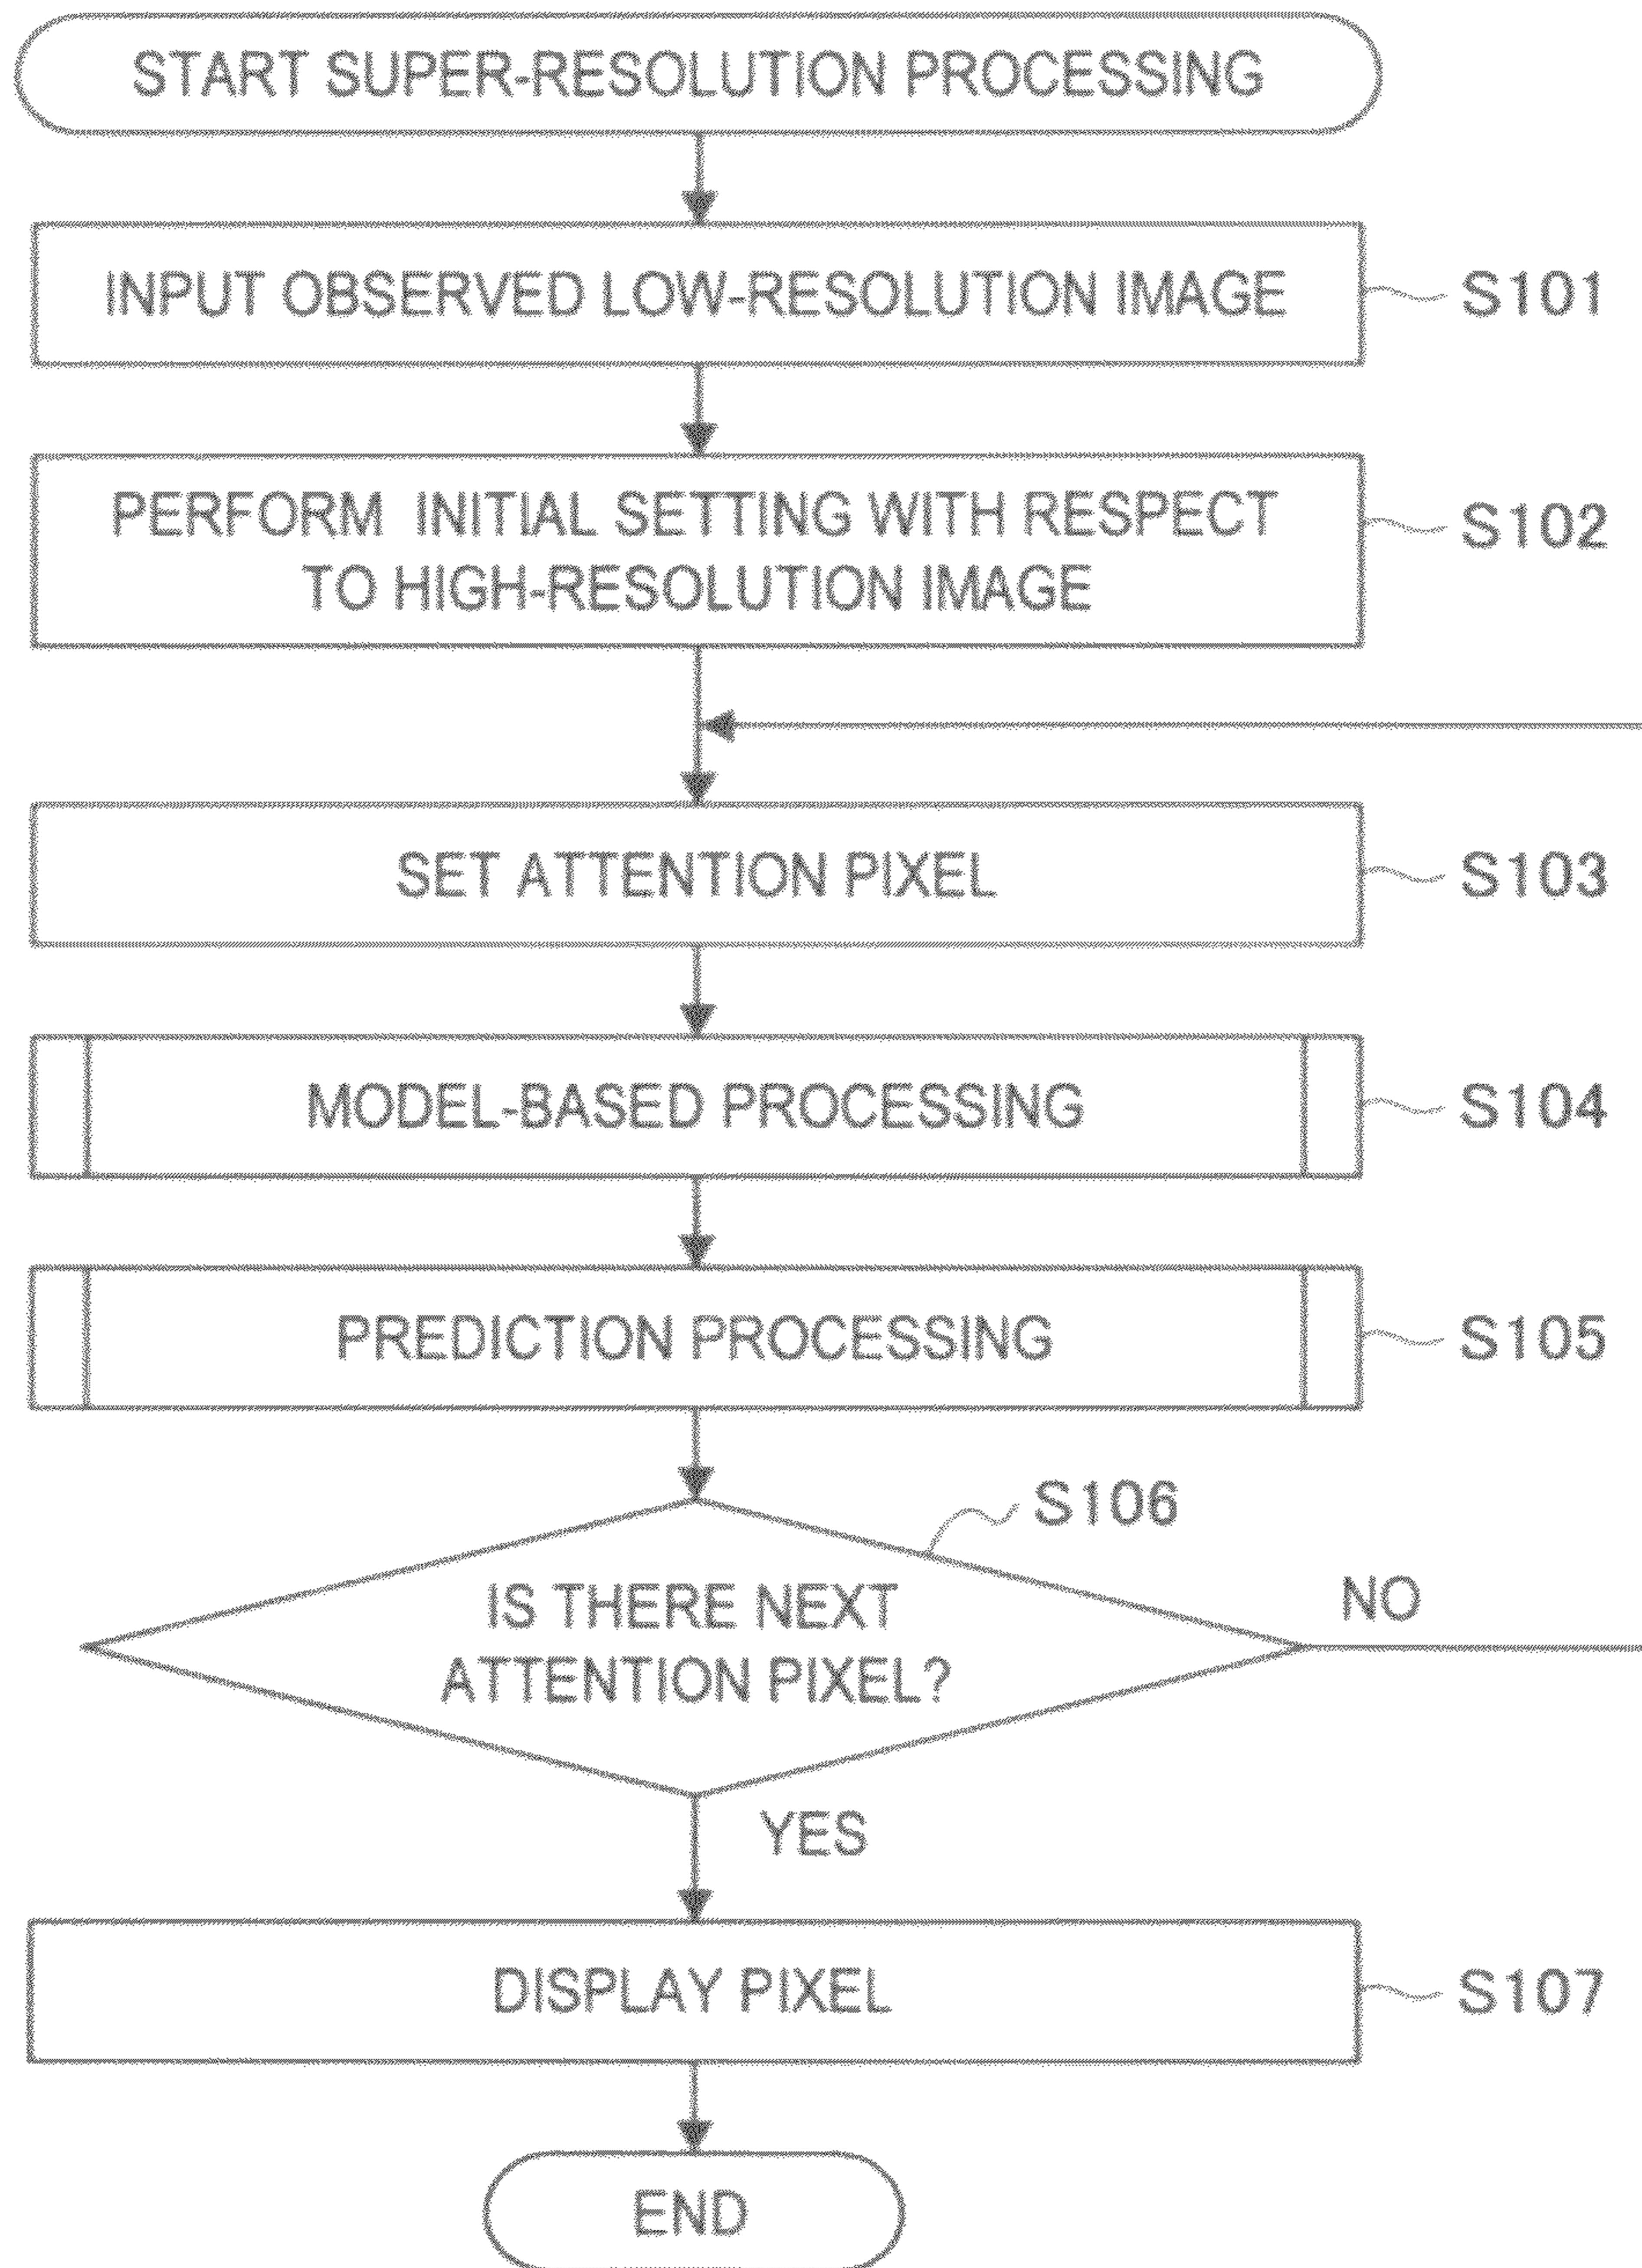 START SUPER-RESOLUTION PROCESSING
INPUT OBSERVED LOW-RESOLUTION IMAGE
S101
PERFORM INITIAL SETTING WITH RESPECT
TO HIGH-RESOLUTION IMAGE
S102
SET ATTENTION PIXEL
S103
MODEL-BASED PROCESSING
S104
PREDICTION PROCESSING
S105
S106
IS THERE NEXT
ATTENTION PIXEL?
NO
YES
DISPLAY PIXEL
S107
END